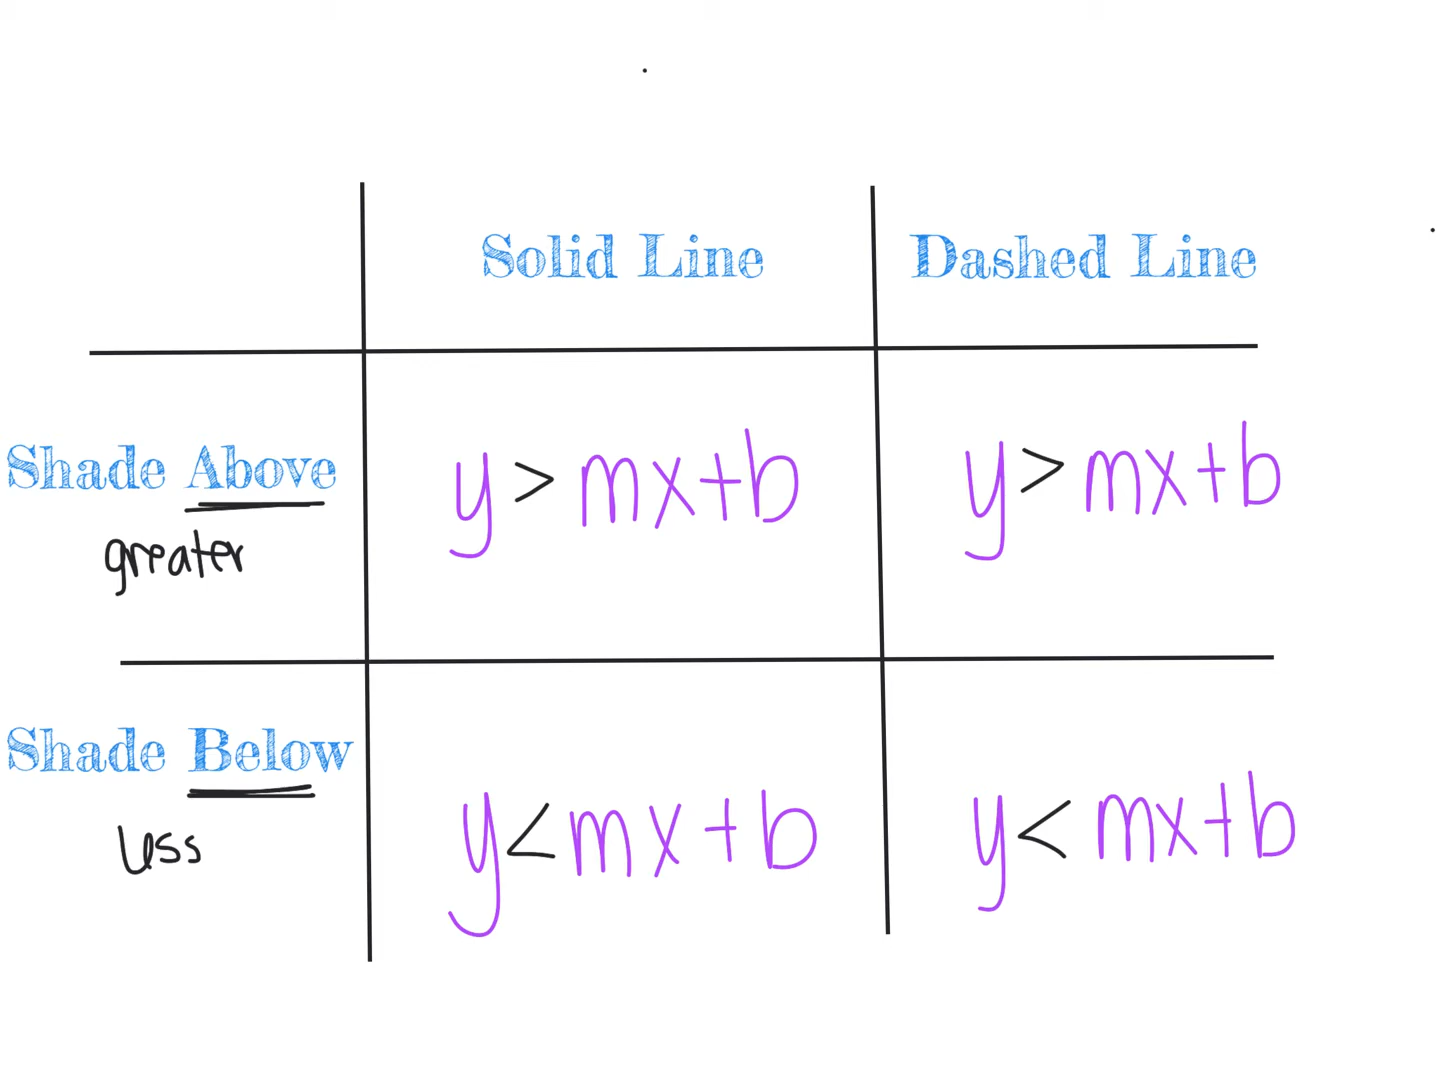 Solid Line Dashed Line
Shade Above
greater
y > mx+b y > mx+b
Shade Below
less
y < mx+b y < mx+b